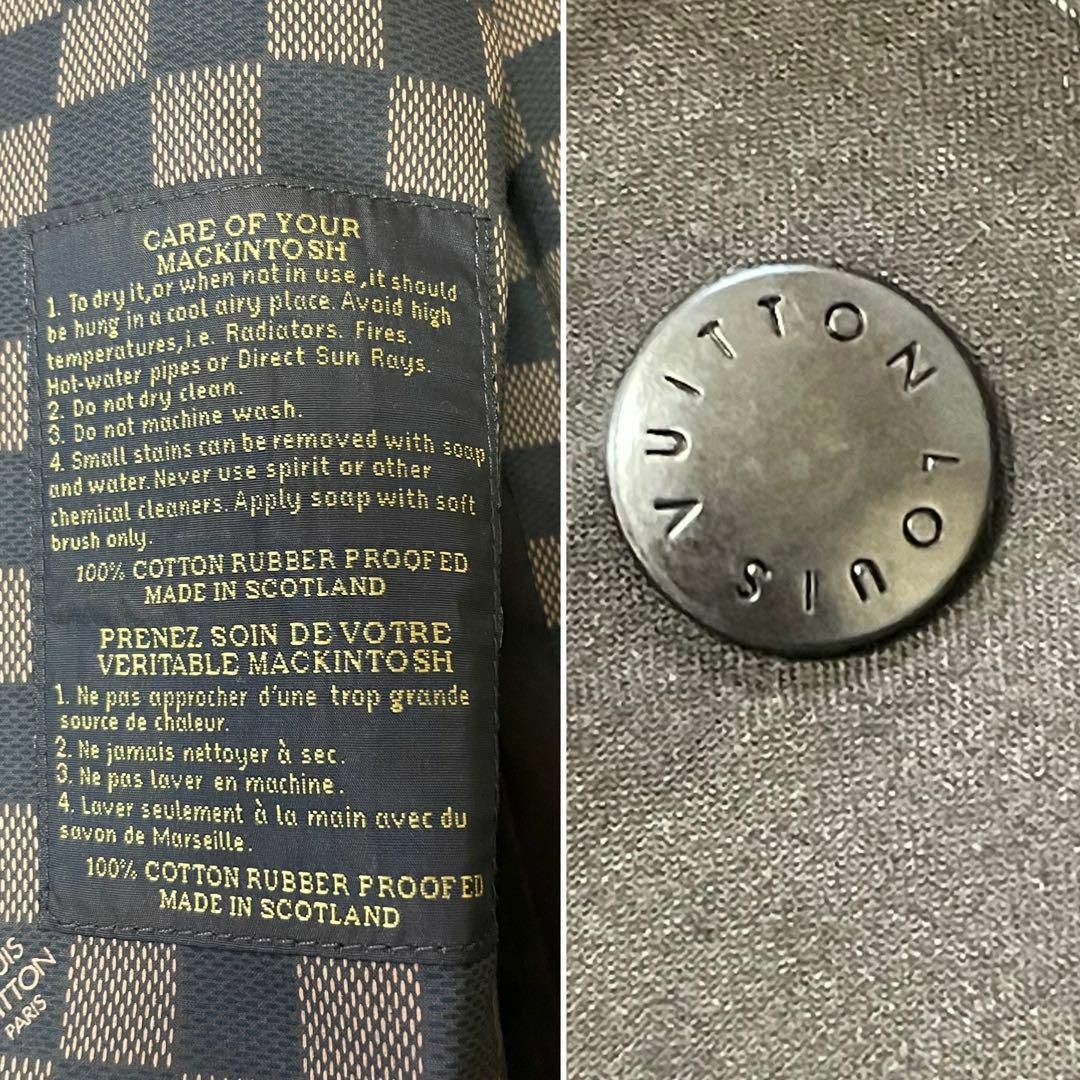 CARE OF YOUR
MACKINTOSH
1. To dry it, or when not in use, it should
be hung in a cool airy place. Avoid high
temperatures, i.e. Radiators. Fires.
Hot-water pipes or Direct Sun Rays.
2. Do not dry clean.
3. Do not machine wash.
4. Small stains can be removed with soap
and water. Never use spirit or other
chemical cleaners. Apply soap with soft
brush only.
100% COTTON RUBBER PROOFED
MADE IN SCOTLAND
PRENEZ SOIN DE VOTRE
VERITABLE MACKINTOSH
1. Ne pas approcher d'une trop grande
source de chaleur.
2. Ne jamais nettoyer à sec.
3. Ne pas laver en machine.
4. Laver seulement à la main avec du
savon de Marseille.
100% COTTON RUBBER PROOFED
MADE IN SCOTLAND
PARIS
LOUIS VUITTON